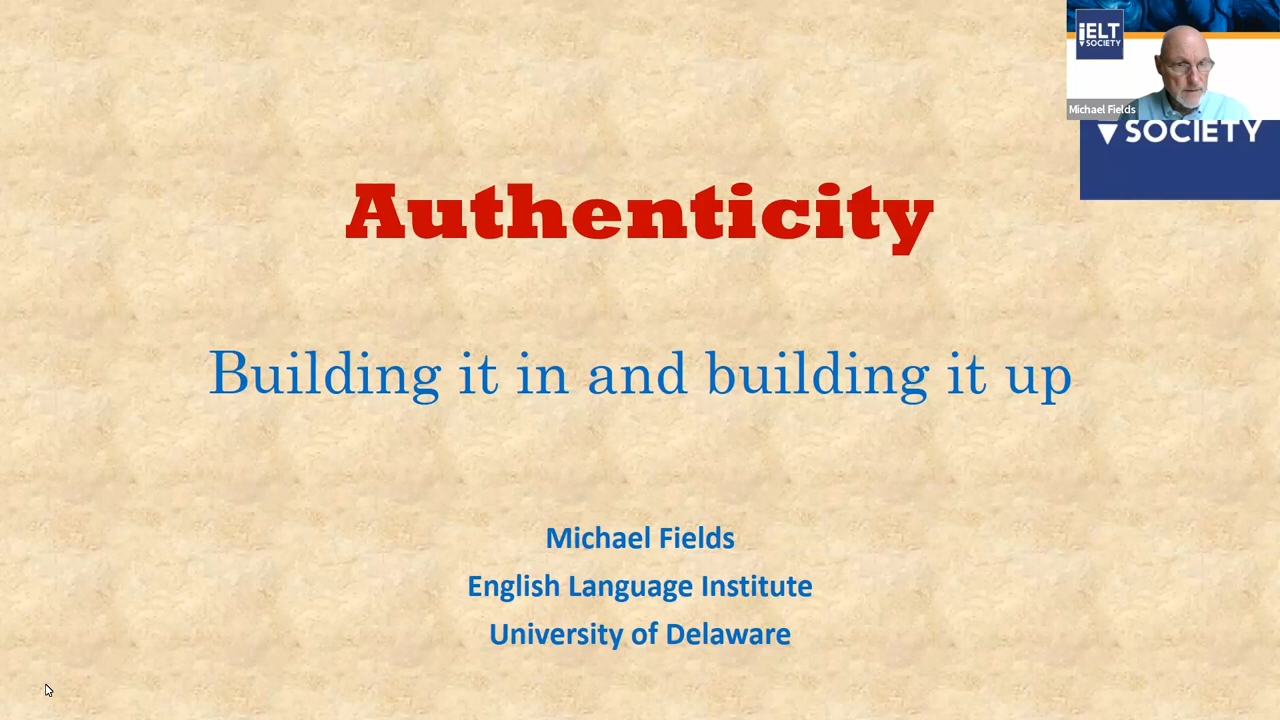 iELT
SOCIETY
Michael Fields
SOCIETY
Authenticity
Building it in and building it up
Michael Fields
English Language Institute
University of Delaware